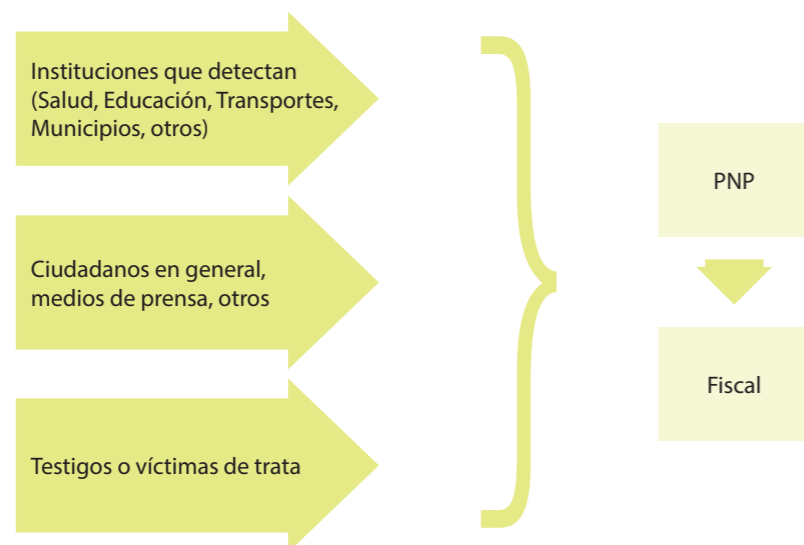 Instituciones que detectan
(Salud, Educación, Transportes,
Municipios, otros)
Ciudadanos en general,
medios de prensa, otros
Testigos o víctimas de trata
PNP
Fiscal